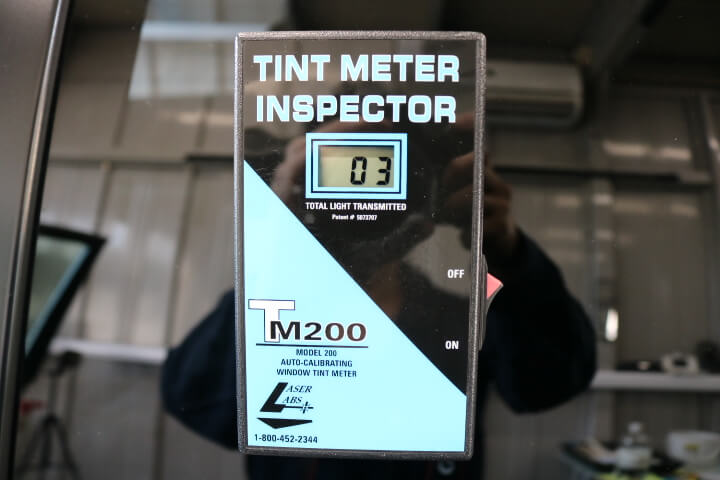 TINT METER
INSPECTOR
03
TOTAL LIGHT TRANSMITTED
Patent # 5073707
OFF
ON
TM200
MODEL 200
AUTO-CALIBRATING
WINDOW TINT METER
LASER
LABS
1-800-452-2344